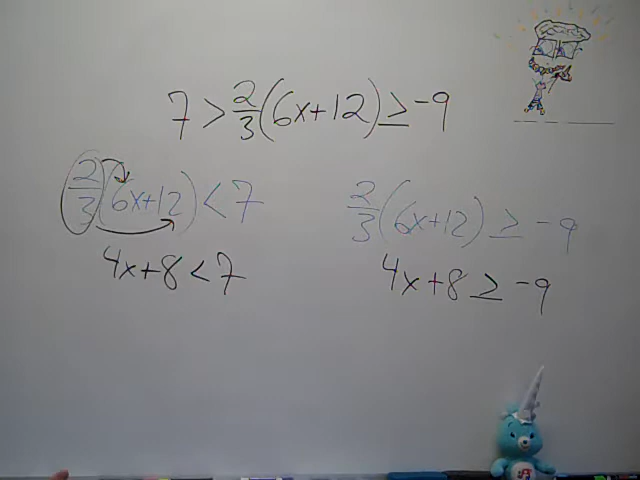 7 > 2/3(6x+12) ≥ -9
2/3(6x+12) < 7
4x+8 < 7
2/3(6x+12) ≥ -9
4x+8 ≥ -9